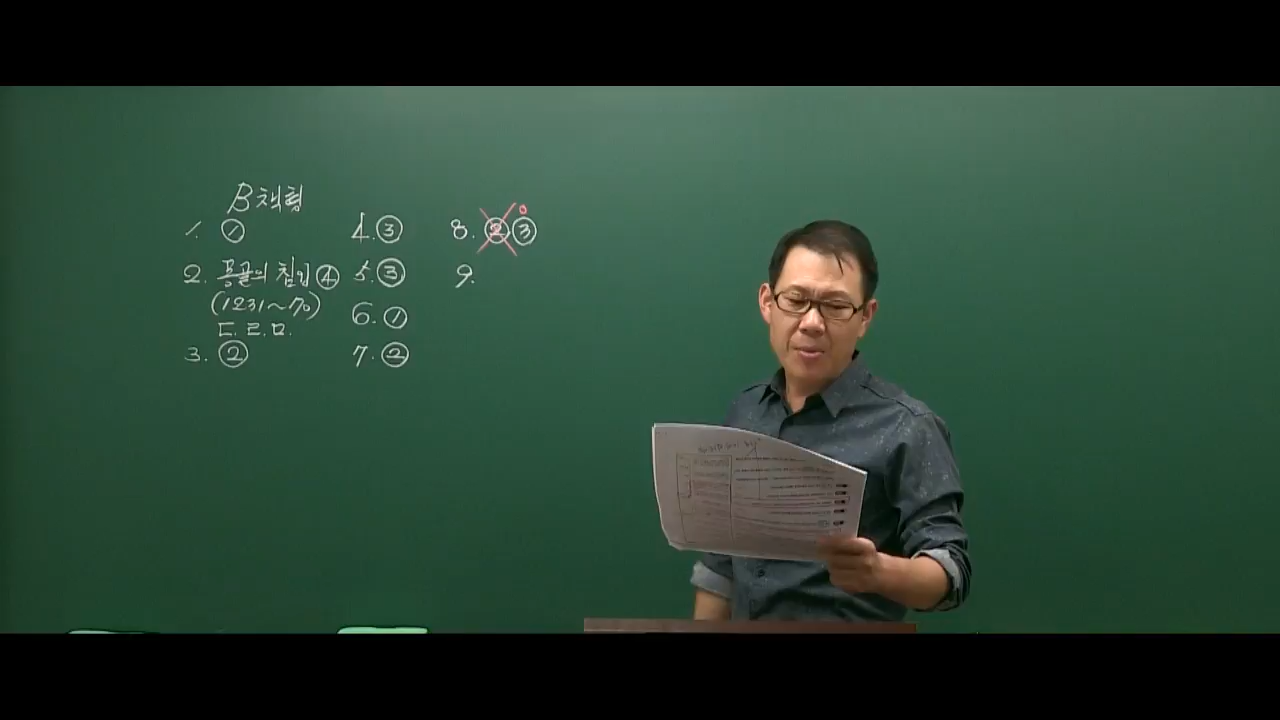 B책형
1. ①
2. 몽골의 침입 ④
(1231~70)
ㄷ.ㄹ.ㅁ.
3. ②
4. ③
5. ③
6. ①
7. ②
8. ② ③
9.